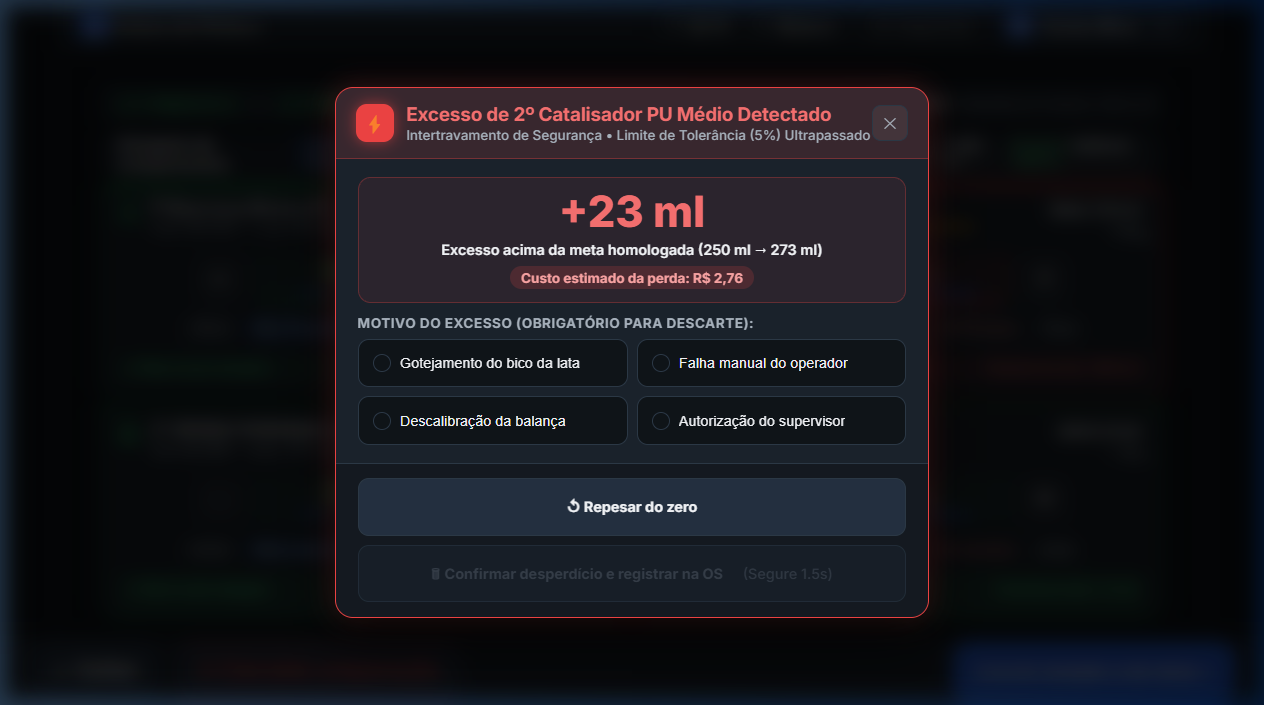 Excesso de 2º Catalisador PU Médio Detectado
Intertravamento de Segurança • Limite de Tolerância (5%) Ultrapassado
+23 ml
Excesso acima da meta homologada (250 ml → 273 ml)
Custo estimado da perda: R$ 2,76
MOTIVO DO EXCESSO (OBRIGATÓRIO PARA DESCARTE):
Gotejamento do bico da lata
Falha manual do operador
Descalibração da balança
Autorização do supervisor
Repesar do zero
Confirmar desperdício e registrar na OS (Segure 1.5s)